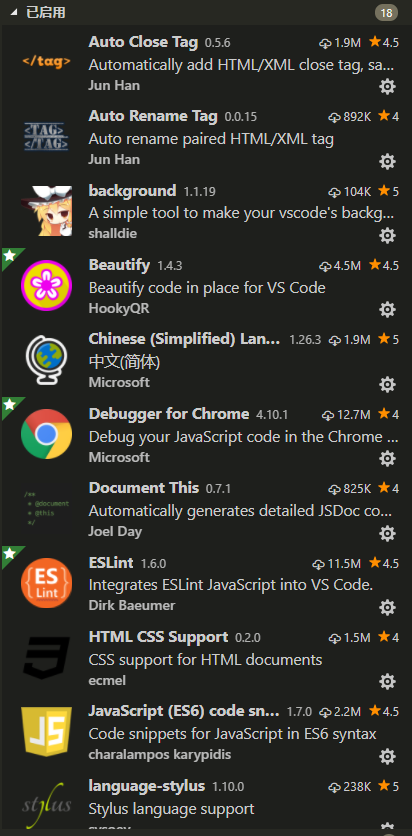 已启用 18
Auto Close Tag 0.5.6 1.9M 4.5
Automatically add HTML/XML close tag, sa...
Jun Han
</tag>
Auto Rename Tag 0.0.15 892K 4
Auto rename paired HTML/XML tag
Jun Han
<TAG>
</TAG>
background 1.1.19 104K 5
A simple tool to make your vscode's backg...
shalldie
Beautify 1.4.3 4.5M 4.5
Beautify code in place for VS Code
HookyQR
Chinese (Simplified) Lan... 1.26.3 1.9M 5
中文(简体)
Microsoft
Debugger for Chrome 4.10.1 12.7M 4
Debug your JavaScript code in the Chrome ...
Microsoft
Document This 0.7.1 825K 4
Automatically generates detailed JSDoc co...
Joel Day
/**
* @document
* @this
*/
ESLint 1.6.0 11.5M 4.5
Integrates ESLint JavaScript into VS Code.
Dirk Baeumer
{ES}
Lint
HTML CSS Support 0.2.0 1.5M 4
CSS support for HTML documents
ecmel
JavaScript (ES6) code sn... 1.7.0 2.2M 4.5
Code snippets for JavaScript in ES6 syntax
charalampos karypidis
JS
language-stylus 1.10.0 238K 5
Stylus language support
stylus